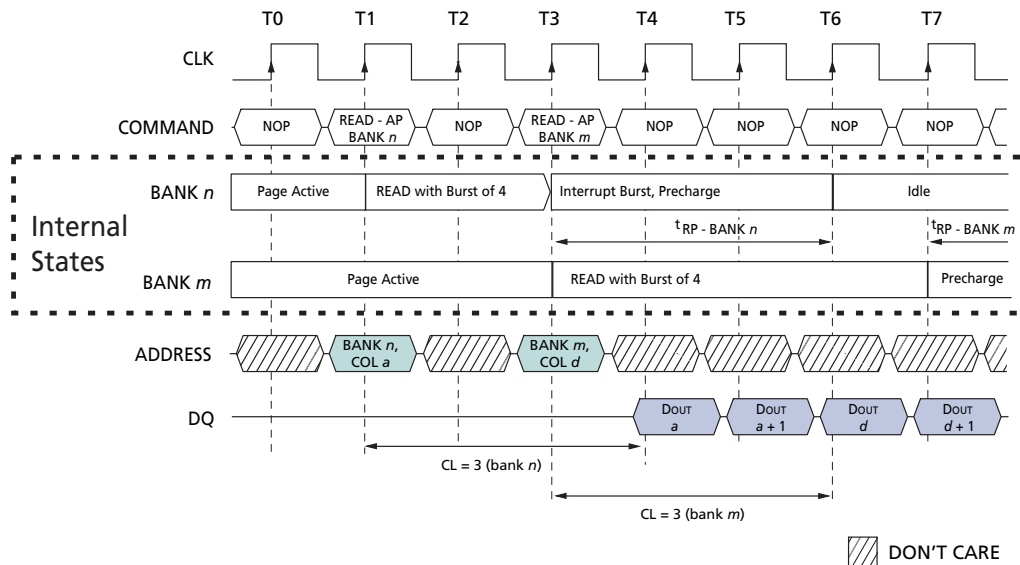 T0 T1 T2 T3 T4 T5 T6 T7
CLK
COMMAND NOP READ - AP BANK n NOP READ - AP BANK m NOP NOP NOP NOP
Internal States
BANK n Page Active READ with Burst of 4 Interrupt Burst, Precharge Idle
tRP - BANK n tRP - BANK m
BANK m Page Active READ with Burst of 4 Precharge
ADDRESS BANK n, COL a BANK m, COL d
DQ DOUT a DOUT a + 1 DOUT d DOUT d + 1
CL = 3 (bank n)
CL = 3 (bank m)
DON'T CARE